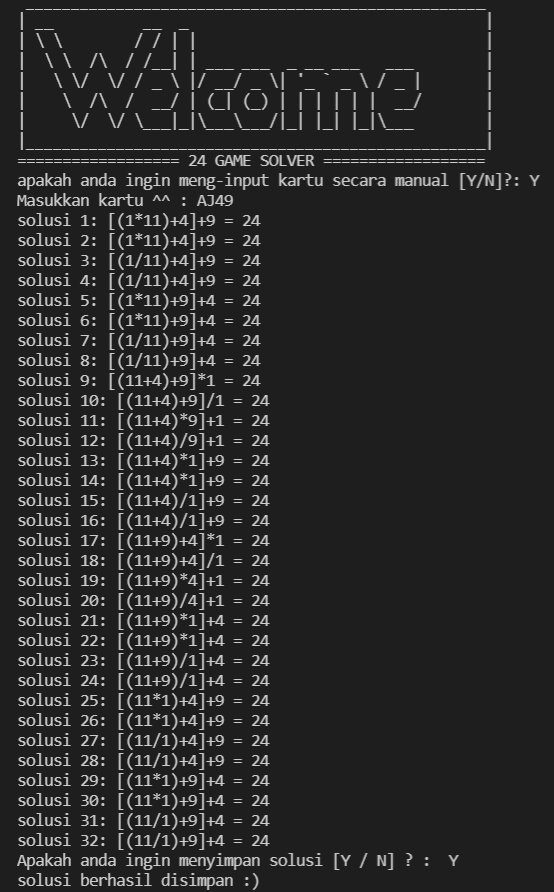 Welcome
================== 24 GAME SOLVER ==================
apakah anda ingin meng-input kartu secara manual [Y/N]?: Y
Masukkan kartu ^^ : AJ49
solusi 1: [(1*11)+4]+9 = 24
solusi 2: [(1*11)+4]+9 = 24
solusi 3: [(1/11)+4]+9 = 24
solusi 4: [(1/11)+4]+9 = 24
solusi 5: [(1*11)+9]+4 = 24
solusi 6: [(1*11)+9]+4 = 24
solusi 7: [(1/11)+9]+4 = 24
solusi 8: [(1/11)+9]+4 = 24
solusi 9: [(11+4)+9]*1 = 24
solusi 10: [(11+4)+9]/1 = 24
solusi 11: [(11+4)*9]+1 = 24
solusi 12: [(11+4)/9]+1 = 24
solusi 13: [(11+4)*1]+9 = 24
solusi 14: [(11+4)*1]+9 = 24
solusi 15: [(11+4)/1]+9 = 24
solusi 16: [(11+4)/1]+9 = 24
solusi 17: [(11+9)+4]*1 = 24
solusi 18: [(11+9)+4]/1 = 24
solusi 19: [(11+9)*4]+1 = 24
solusi 20: [(11+9)/4]+1 = 24
solusi 21: [(11+9)*1]+4 = 24
solusi 22: [(11+9)*1]+4 = 24
solusi 23: [(11+9)/1]+4 = 24
solusi 24: [(11+9)/1]+4 = 24
solusi 25: [(11*1)+4]+9 = 24
solusi 26: [(11*1)+4]+9 = 24
solusi 27: [(11/1)+4]+9 = 24
solusi 28: [(11/1)+4]+9 = 24
solusi 29: [(11*1)+9]+4 = 24
solusi 30: [(11*1)+9]+4 = 24
solusi 31: [(11/1)+9]+4 = 24
solusi 32: [(11/1)+9]+4 = 24
Apakah anda ingin menyimpan solusi [Y / N] ? :  Y
solusi berhasil disimpan :)